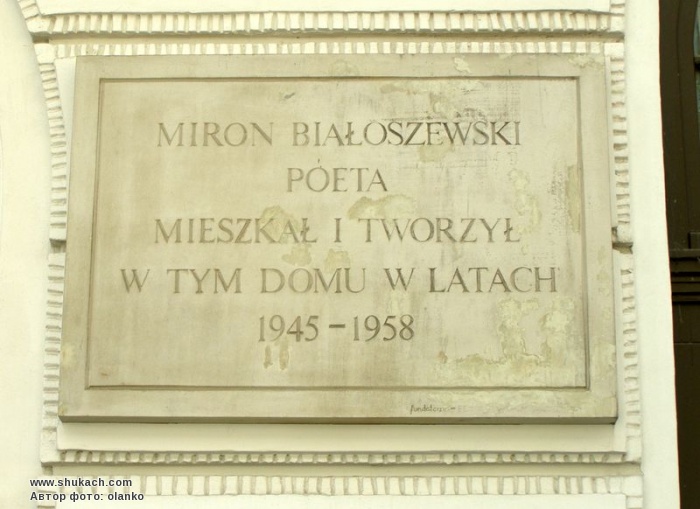 MIRON BIAŁOSZEWSKI
POETA
MIESZKAŁ I TWORZYŁ
W TYM DOMU W LATACH
1945-1958
www.shukach.com
Автор фото: olanko